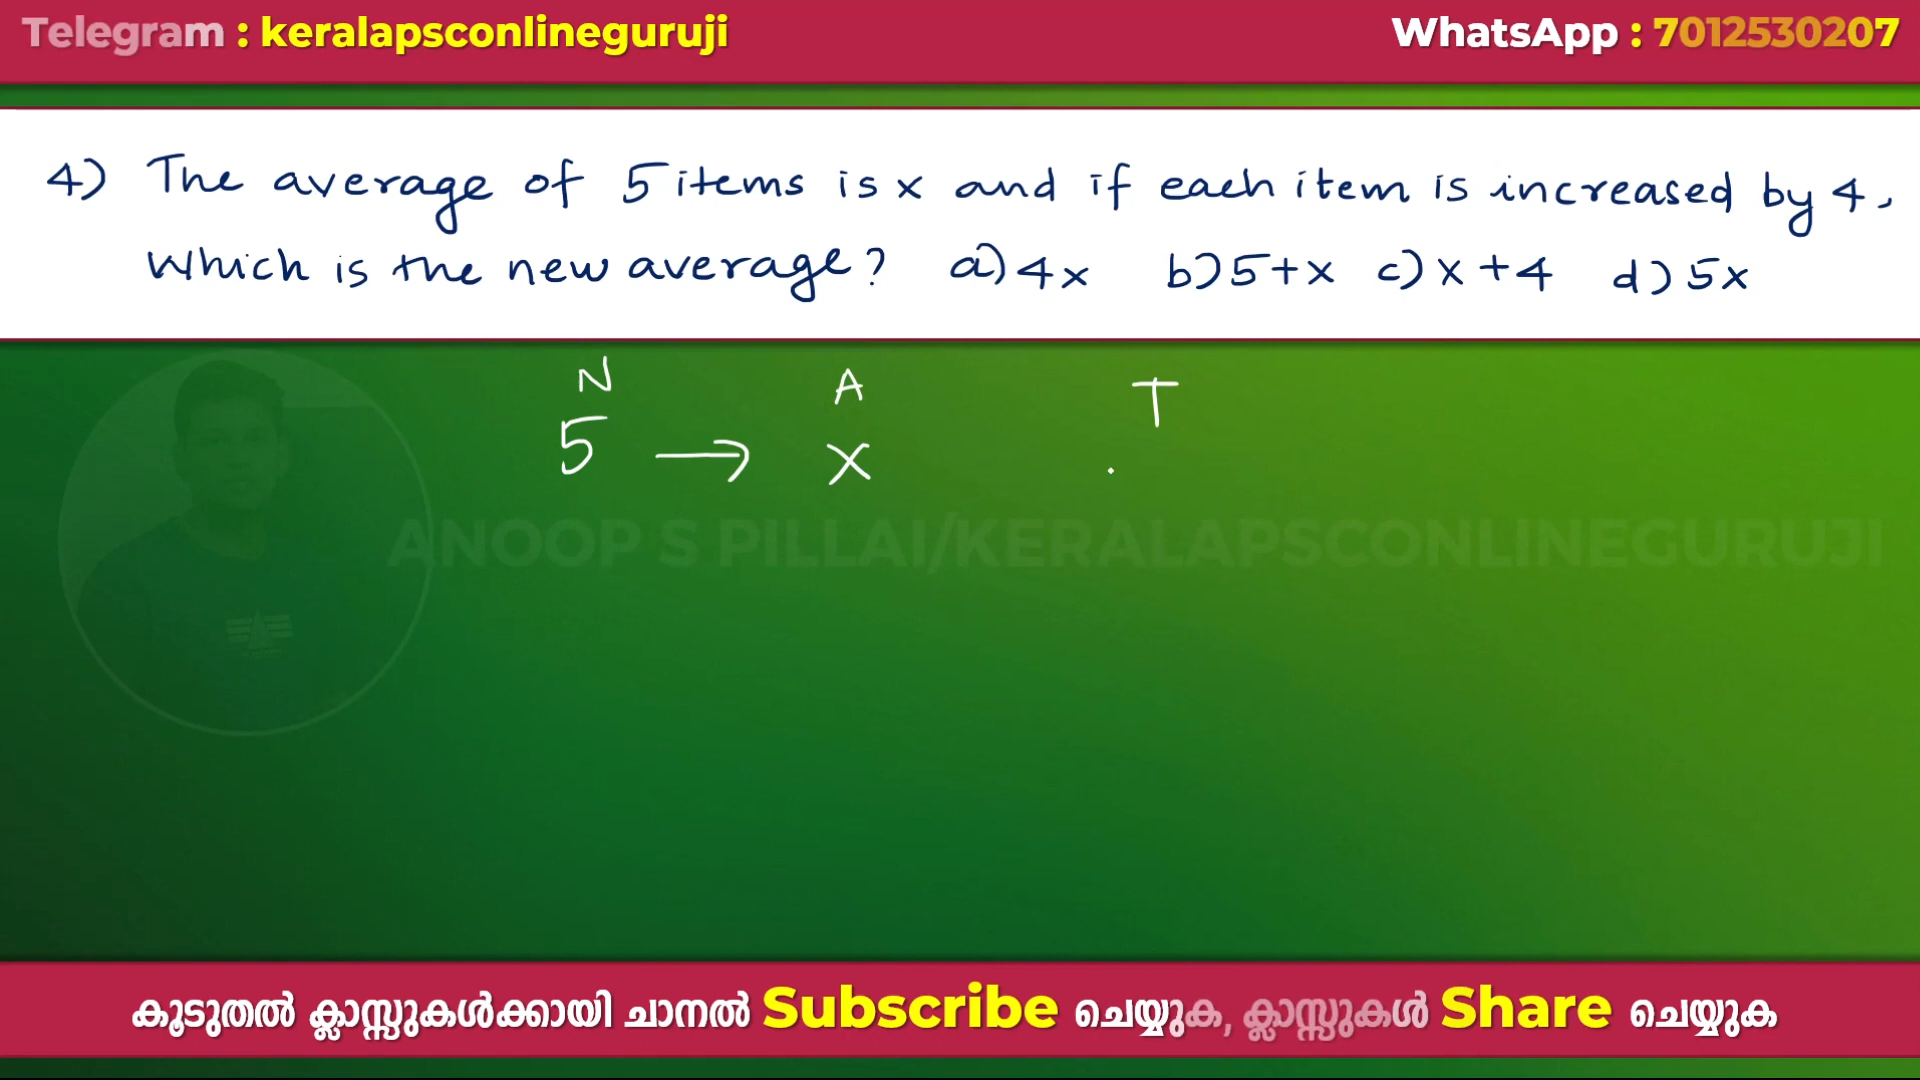 Telegram : keralapsconlineguruji
WhatsApp : 7012530207
4) The average of 5 items is x and if each item is increased by 4,
Which is the new average? a) 4x b) 5+x c) x+4 d) 5x
N A T
5 → x
ANOOP S PILLAI/KERALAPSCONLINEGURUJI
കൂടുതൽ ക്ലാസ്സുകൾക്കായി ചാനൽ Subscribe ചെയ്യുക, ക്ലാസ്സുകൾ Share ചെയ്യുക